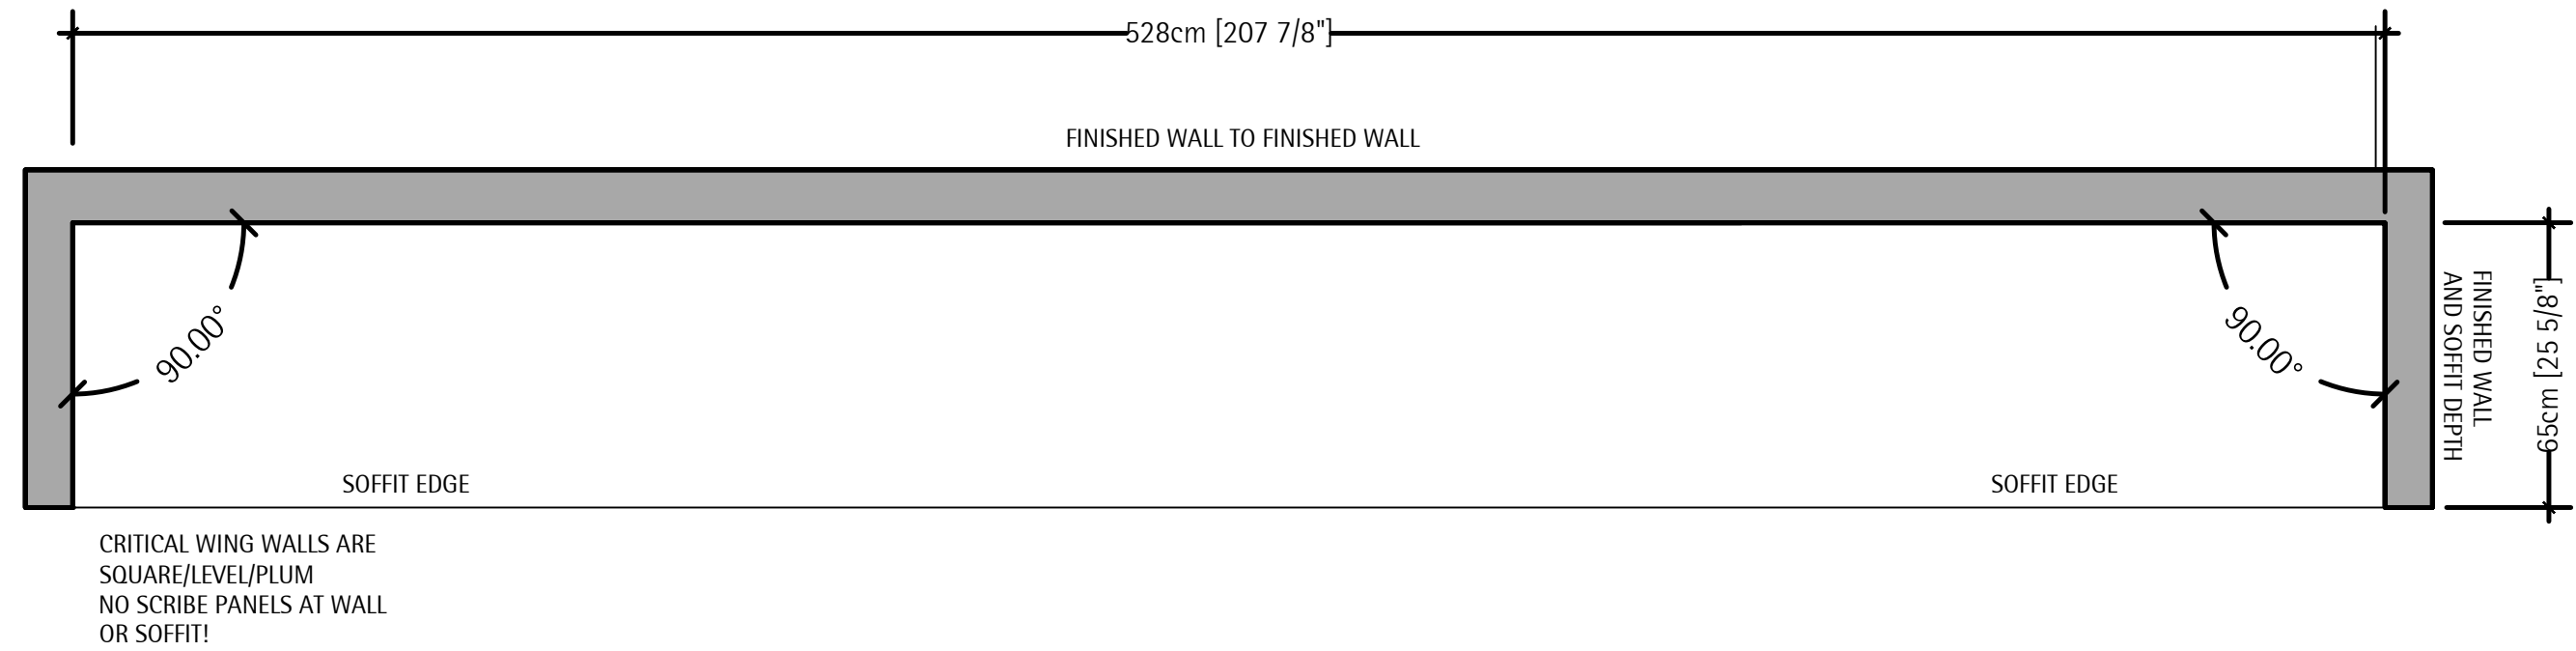 528cm [207 7/8"]
FINISHED WALL TO FINISHED WALL
90.00°
90.00°
FINISHED WALL
AND SOFFIT DEPTH
65cm [25 5/8"]
SOFFIT EDGE
SOFFIT EDGE
CRITICAL WING WALLS ARE
SQUARE/LEVEL/PLUM
NO SCRIBE PANELS AT WALL
OR SOFFIT!